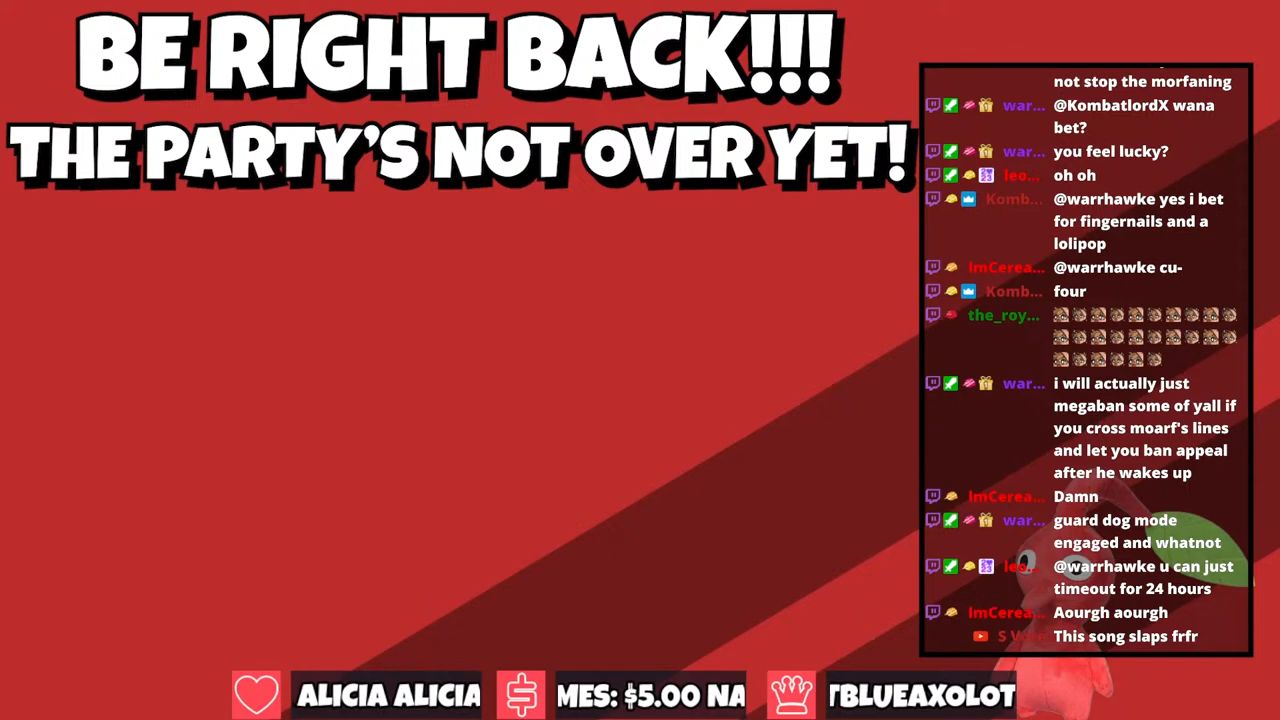 BE RIGHT BACK!!!
THE PARTY'S NOT OVER YET!
not stop the morfaning
war... @KombatlordX wana
bet?
war... you feel lucky?
leo... oh oh
Komb... @warrhawke yes i bet
for fingernails and a
lolipop
ImCerea... @warrhawke cu-
Komb... four
the_roy...
war... i will actually just
megaban some of yall if
you cross moarf's lines
and let you ban appeal
after he wakes up
ImCerea... Damn
war... guard dog mode
engaged and whatnot
leo... @warrhawke u can just
timeout for 24 hours
ImCerea... Aourgh aourgh
This song slaps frfr
ALICIA ALICIA
MES: $5.00 NA
TBLUEAXOLOT